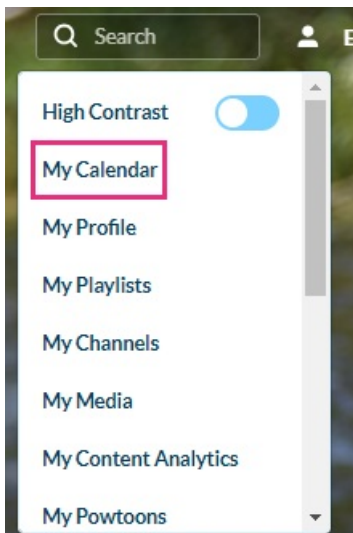 Search
High Contrast
My Calendar
My Profile
My Playlists
My Channels
My Media
My Content Analytics
My Powtoons